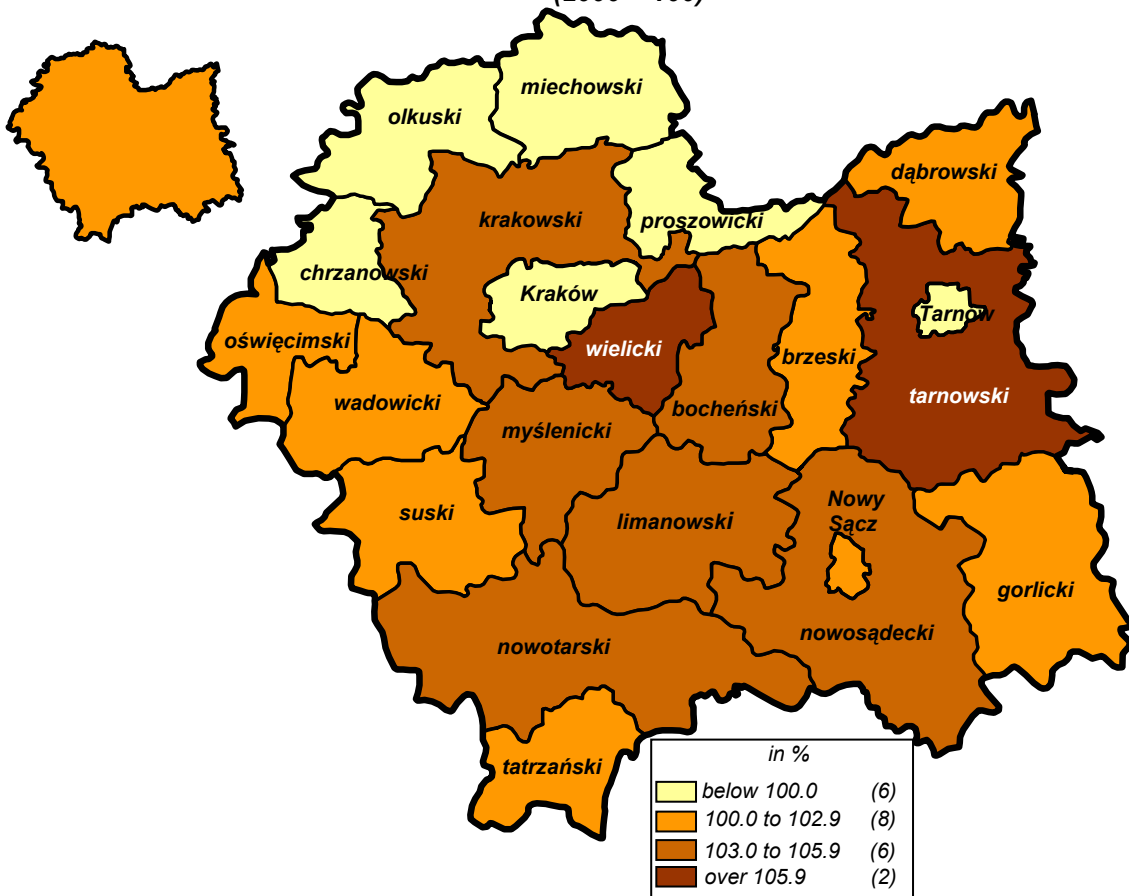 miechowski
olkuski
dąbrowski
krakowski
proszowicki
chrzanowski
Kraków
Tarnów
oświęcimski
wielicki
brzeski
wadowicki
bocheński
tarnowski
myślenicki
suski
limanowski
Nowy
Sącz
gorlicki
nowotarski
nowosądecki
tatrzański
in %
below 100.0 (6)
100.0 to 102.9 (8)
103.0 to 105.9 (6)
over 105.9 (2)